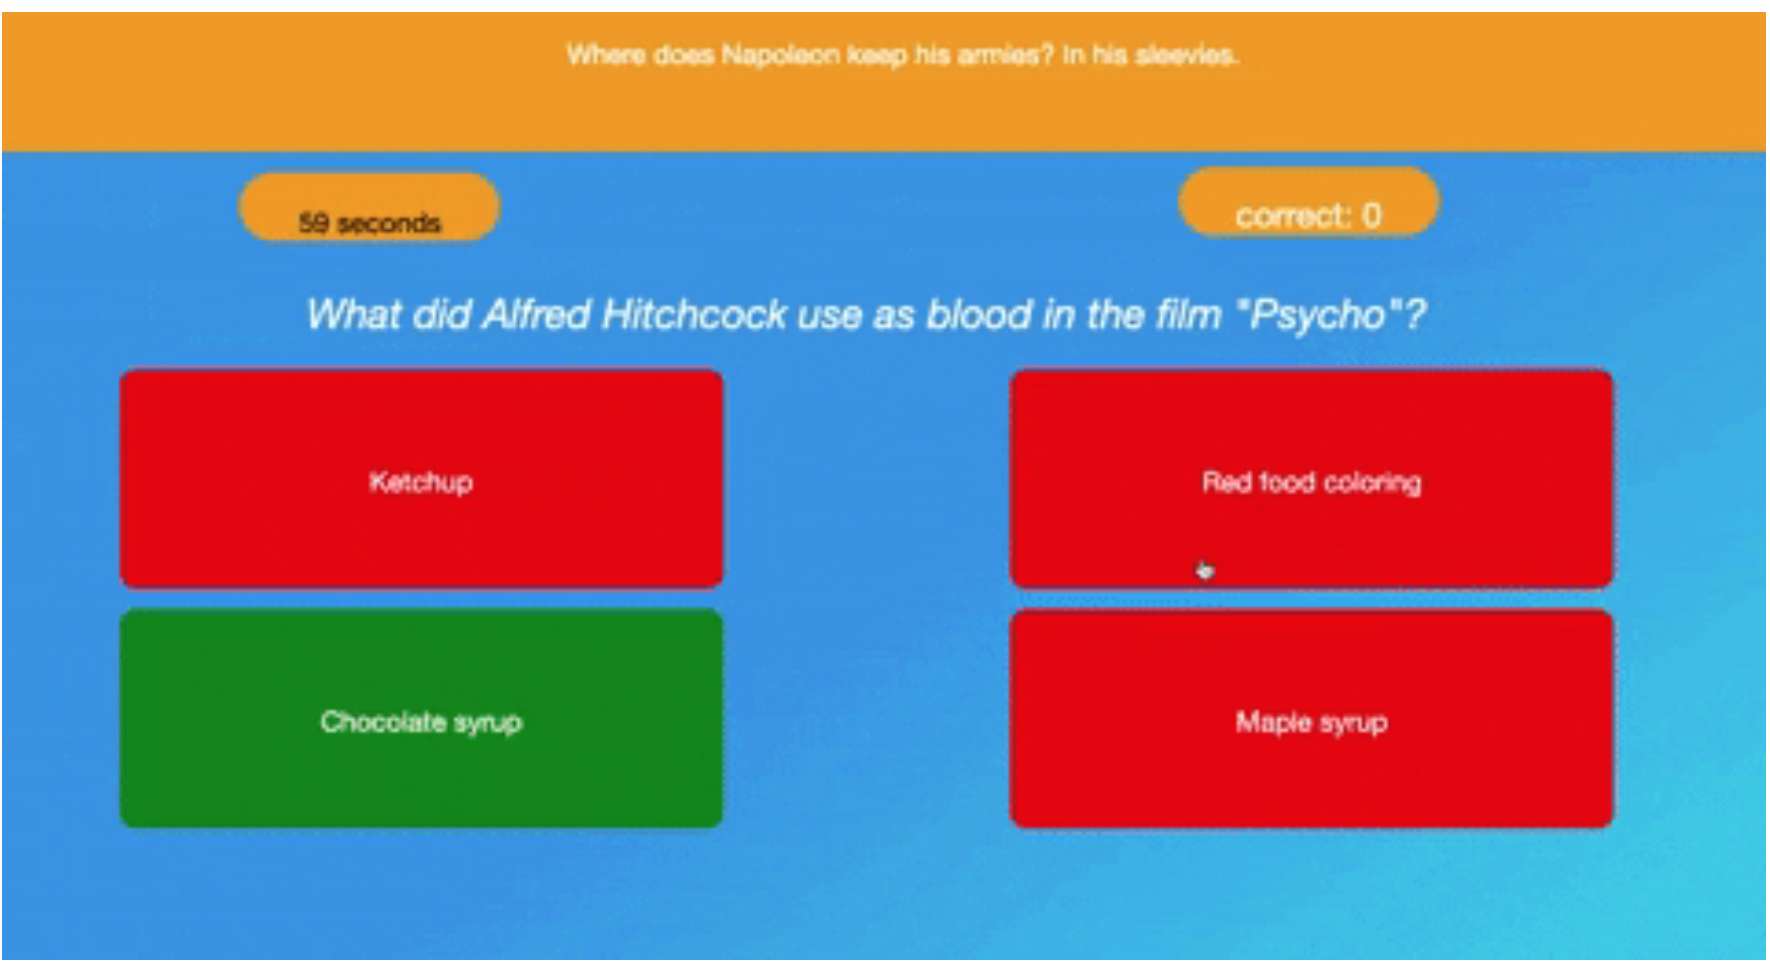 Where does Napoleon keep his armies? In his sleevies.
59 seconds
correct: 0
What did Alfred Hitchcock use as blood in the film "Psycho"?
Ketchup
Red food coloring
Chocolate syrup
Maple syrup